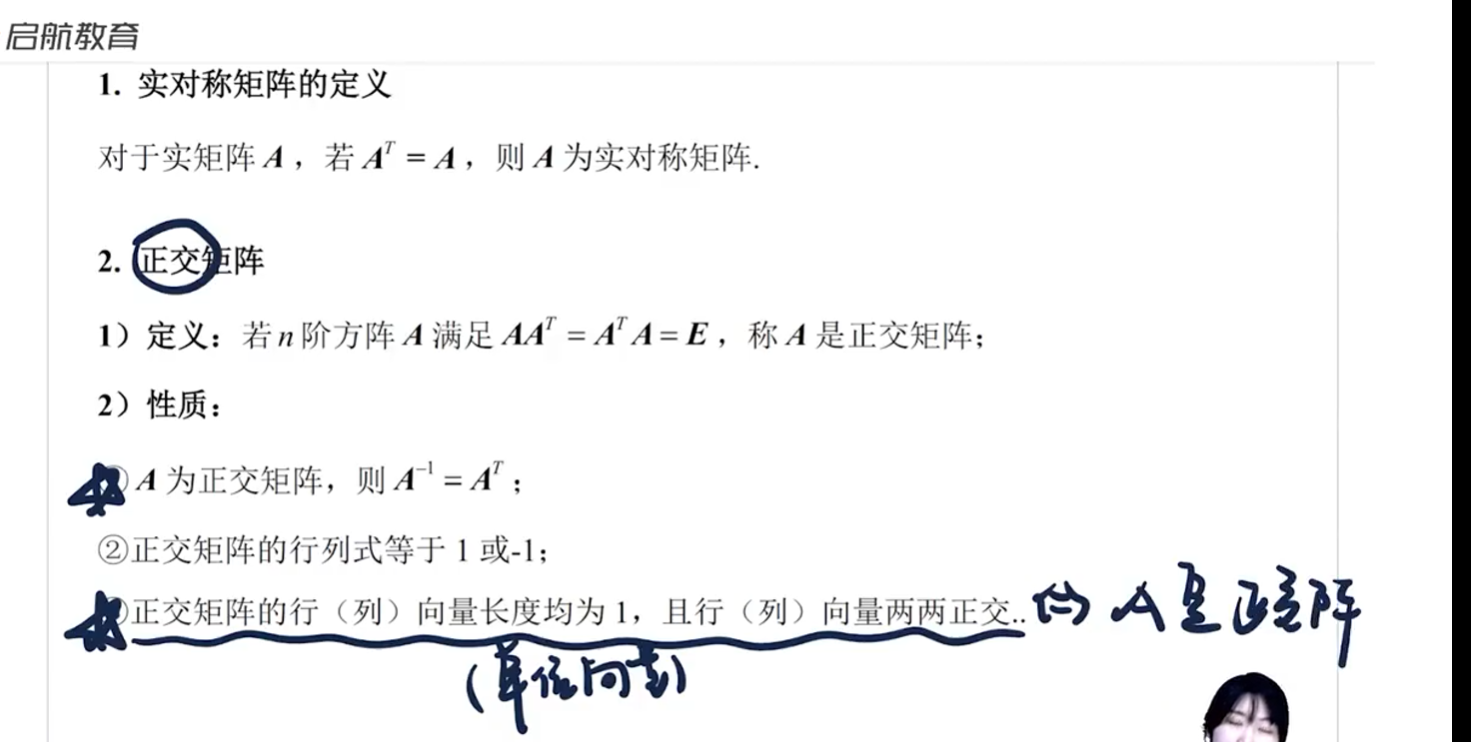 启航教育
1. 实对称矩阵的定义
对于实矩阵 A，若 Aᵀ = A，则 A 为实对称矩阵.
2. 正交矩阵
1）定义：若 n 阶方阵 A 满足 AAᵀ = AᵀA = E，称 A 是正交矩阵；
2）性质：
① A 为正交矩阵，则 A⁻¹ = Aᵀ；
②正交矩阵的行列式等于 1 或-1；
③正交矩阵的行（列）向量长度均为 1，且行（列）向量两两正交.. ⇔ A是正交阵
(单位向量)